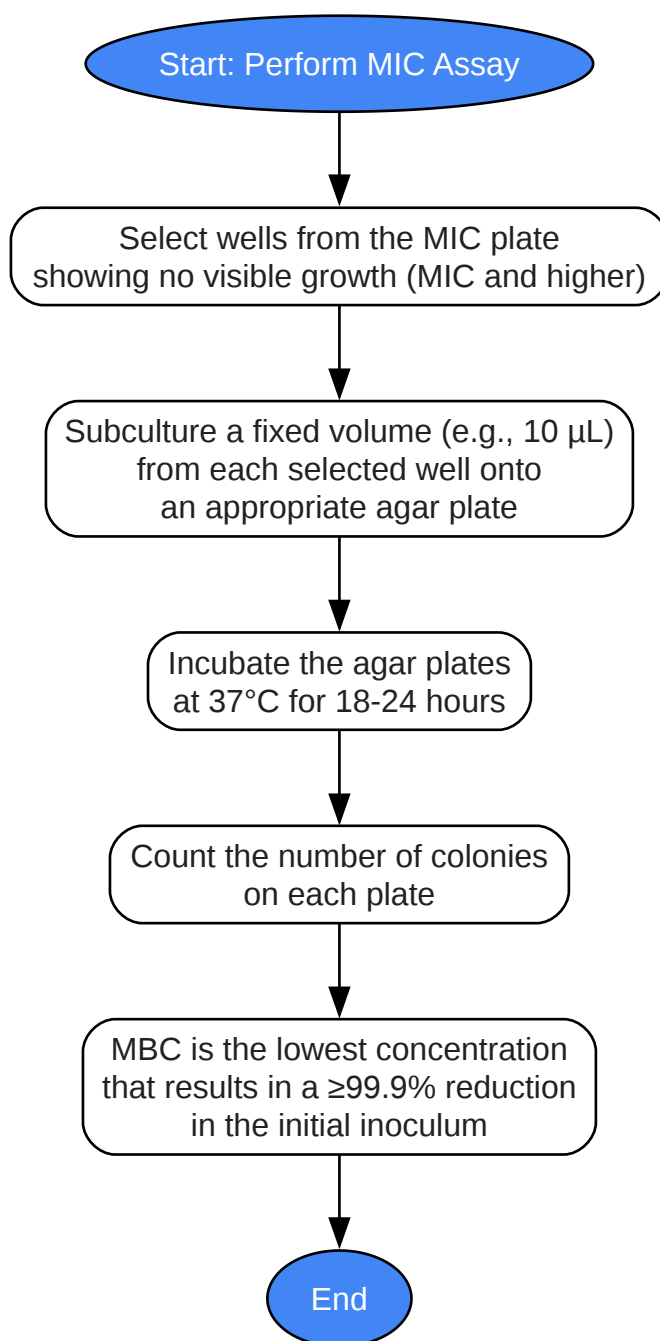 Start: Perform MIC Assay
Select wells from the MIC plate
showing no visible growth (MIC and higher)
Subculture a fixed volume (e.g., 10 µL)
from each selected well onto
an appropriate agar plate
Incubate the agar plates
at 37°C for 18-24 hours
Count the number of colonies
on each plate
MBC is the lowest concentration
that results in a ≥99.9% reduction
in the initial inoculum
End